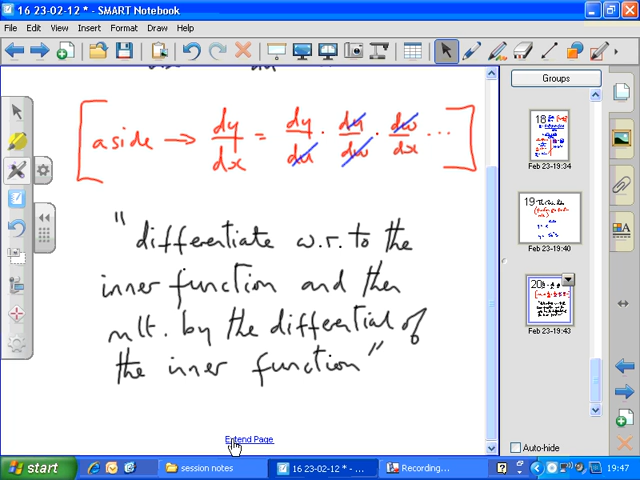 16 23-02-12 * - SMART Notebook
File Edit View Insert Format Draw Help
Groups
[ aside → dy/dx = dy/du · du/dw · dw/dx ... ]
"differentiate w.r. to the
inner function and then
mlt. by the differential of
the inner function"
Extend Page
18
Feb 23-19:34
19
Feb 23-19:40
20
Feb 23-19:43
Auto-hide
start
session notes
16 23-02-12 * - ...
Recording...
19:47